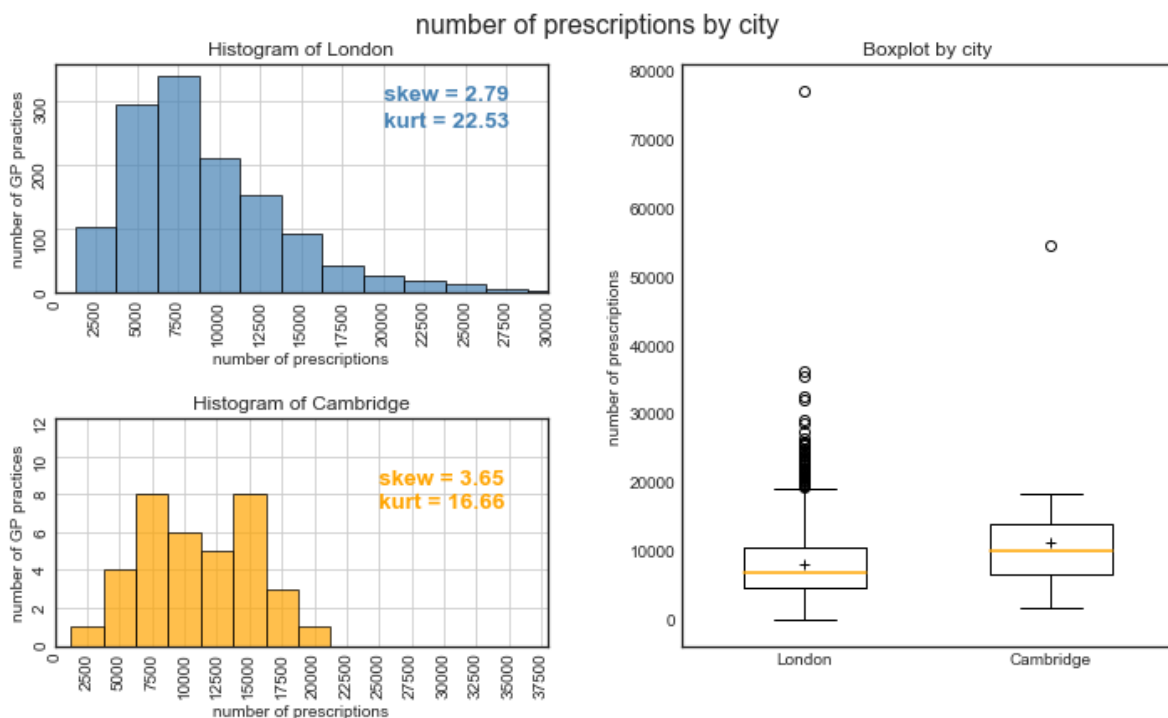 number of prescriptions by city
Histogram of London
number of GP practices
300
200
100
0
skew = 2.79
kurt = 22.53
0 2500 5000 7500 10000 12500 15000 17500 20000 22500 25000 27500 30000
number of prescriptions
Histogram of Cambridge
number of GP practices
12
10
8
6
4
2
0
skew = 3.65
kurt = 16.66
0 2500 5000 7500 10000 12500 15000 17500 20000 22500 25000 27500 30000 32500 35000 37500
number of prescriptions
Boxplot by city
number of prescriptions
80000
70000
60000
50000
40000
30000
20000
10000
0
London Cambridge